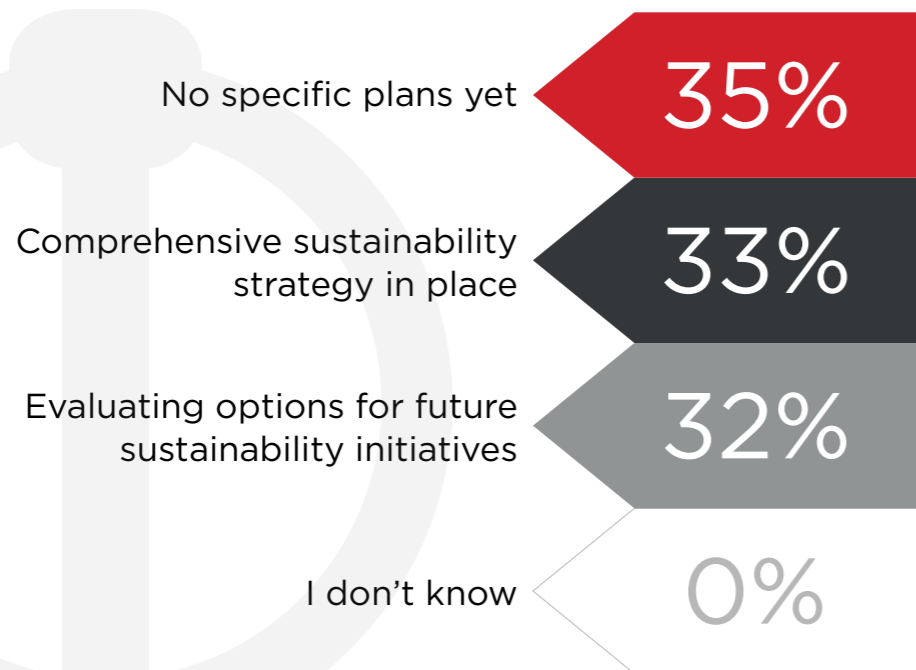 No specific plans yet
35%
Comprehensive sustainability
strategy in place
33%
Evaluating options for future
sustainability initiatives
32%
I don’t know
0%